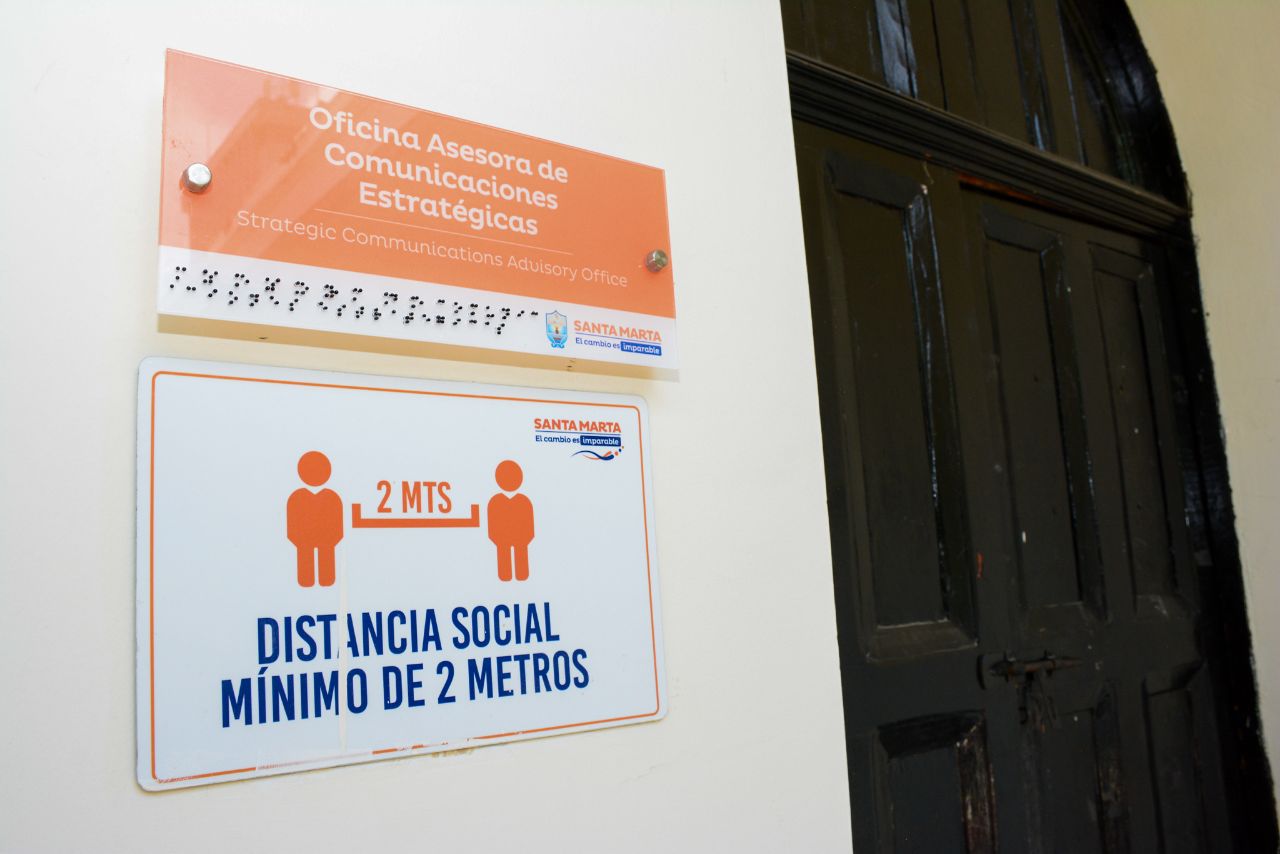 Oficina Asesora de
Comunicaciones
Estratégicas
Strategic Communications Advisory Office
SANTA MARTA
El cambio es imparable
SANTA MARTA
El cambio es imparable
2 MTS
DISTANCIA SOCIAL
MÍNIMO DE 2 METROS